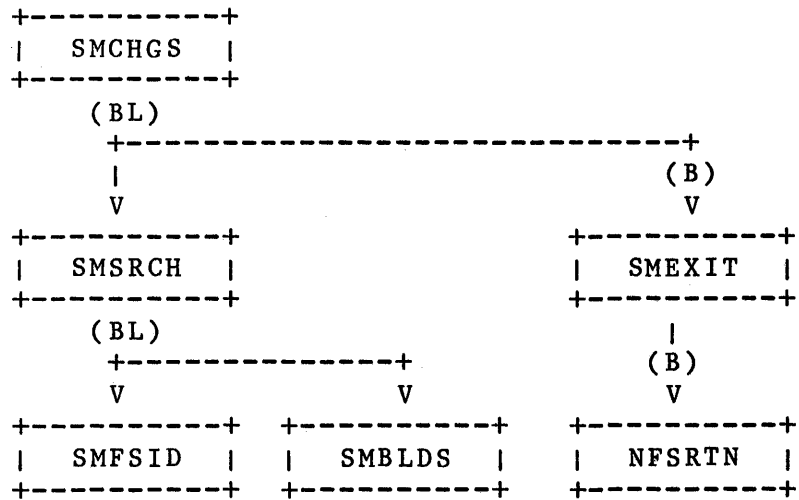 +-----------+
| SMCHGS |
+-----------+
(BL)
+-------------------------------+
| (B)
V V
+-----------+ +-----------+
| SMSRCH | | SMEXIT |
+-----------+ +-----------+
(BL) |
+---------------+ (B)
V V V
+-----------+ +-----------+ +-----------+
| SMFSID | | SMBLDS | | NFSRTN |
+-----------+ +-----------+ +-----------+